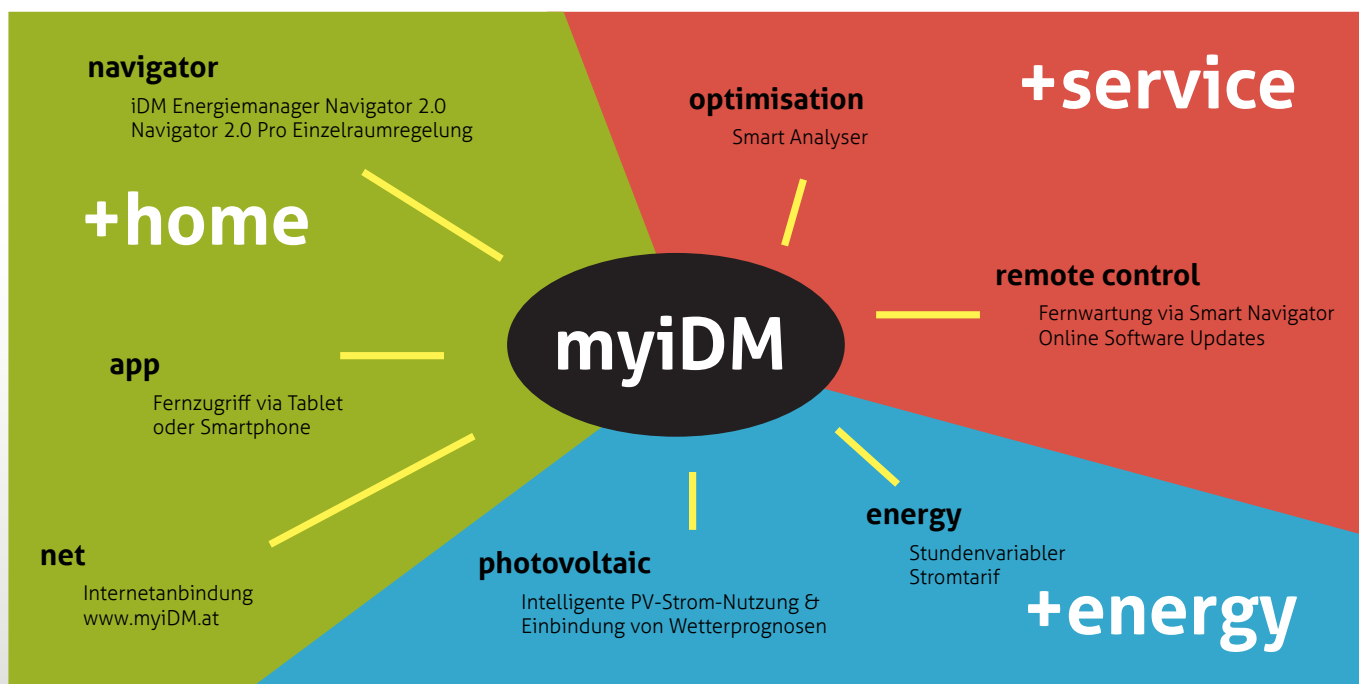 navigator
iDM Energiemanager Navigator 2.0
Navigator 2.0 Pro Einzelraumregelung
+home
app
Fernzugriff via Tablet
oder Smartphone
net
Internetanbindung
www.myiDM.at
myiDM
+service
optimisation
Smart Analyser
remote control
Fernwartung via Smart Navigator
Online Software Updates
photovoltaic
Intelligente PV-Strom-Nutzung &
Einbindung von Wetterprognosen
energy
Stundenvariabler
Stromtarif
+energy